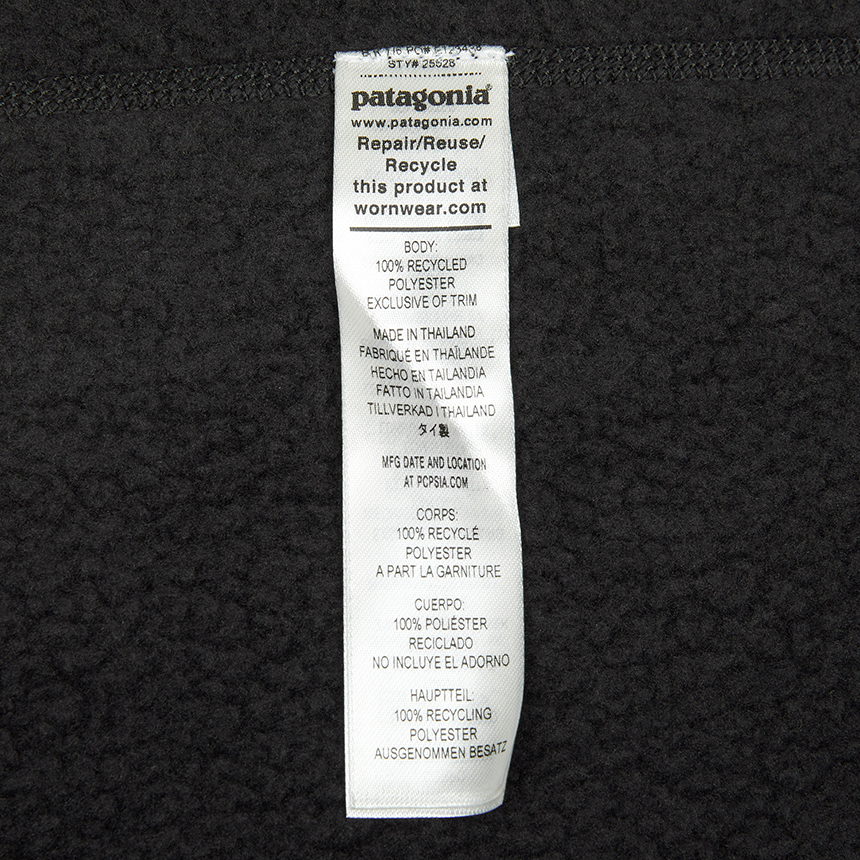 STY# 25528
patagonia®
www.patagonia.com
Repair/Reuse/
Recycle
this product at
wornwear.com
BODY:
100% RECYCLED
POLYESTER
EXCLUSIVE OF TRIM
MADE IN THAILAND
FABRIQUÉ EN THAÏLANDE
HECHO EN TAILANDIA
FATTO IN TAILANDIA
TILLVERKAD I THAILAND
タイ製
MFG DATE AND LOCATION
AT PCPSIA.COM
CORPS:
100% RECYCLÉ
POLYESTER
A PART LA GARNITURE
CUERPO:
100% POLIÉSTER
RECICLADO
NO INCLUYE EL ADORNO
HAUPTTEIL:
100% RECYCLING
POLYESTER
AUSGENOMMEN BESATZ